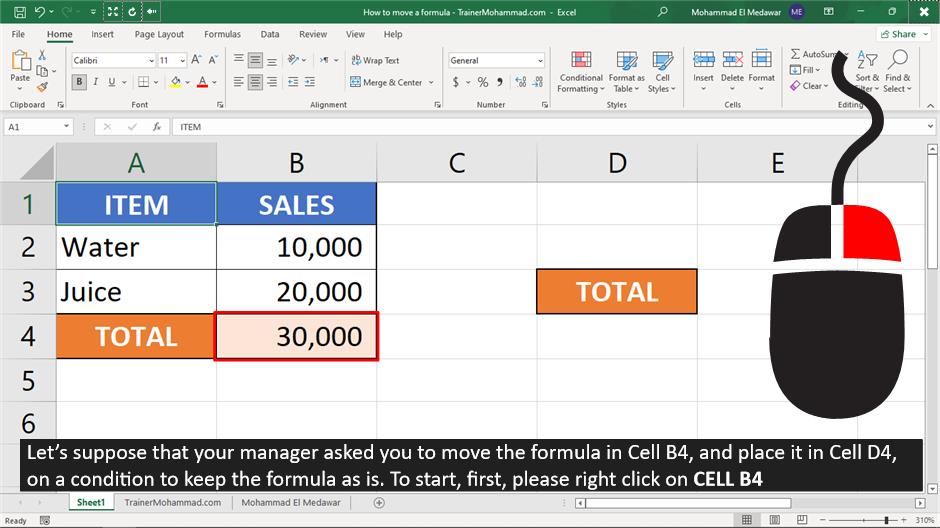 How to move a formula - TrainerMohammad.com - Excel
Mohammad El Medawar
ME
File Home Insert Page Layout Formulas Data Review View Help
Share
Paste
Calibri 11
B I U
A A
Clipboard
Font
Wrap Text
Merge & Center
Alignment
General
$ % ,
Number
Conditional Formatting
Format as Table
Cell Styles
Styles
Insert Delete Format
Cells
AutoSum
Fill
Clear
Sort & Filter
Find & Select
Editing
A1 fx ITEM
A B C D E
1 ITEM SALES
2 Water 10,000
3 Juice 20,000 TOTAL
4 TOTAL 30,000
5
6
Let's suppose that your manager asked you to move the formula in Cell B4, and place it in Cell D4,
on a condition to keep the formula as is. To start, first, please right click on CELL B4
Sheet1 TrainerMohammad.com Mohammad El Medawar
Ready 310%